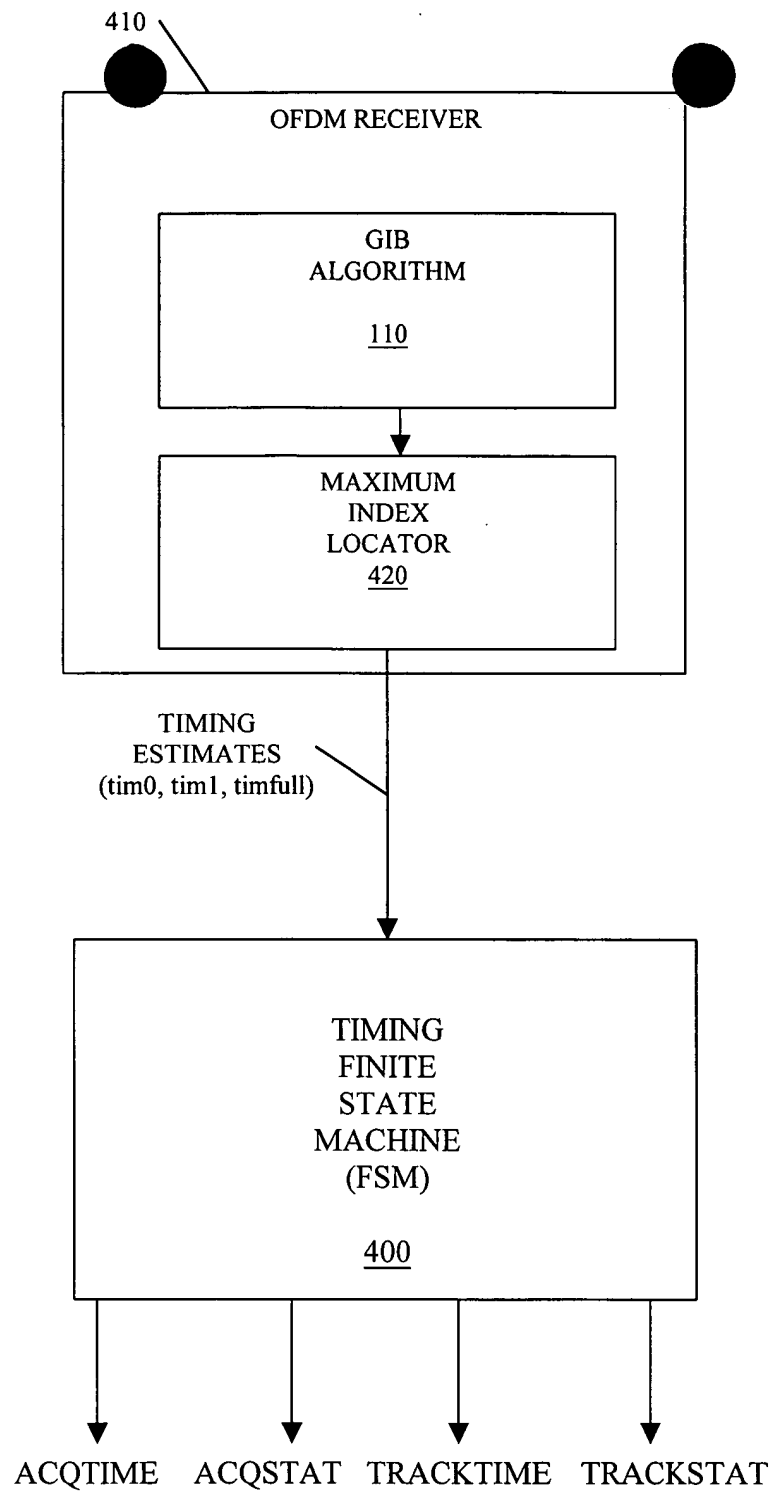 410
OFDM RECEIVER
GIB
ALGORITHM
110
MAXIMUM
INDEX
LOCATOR
420
TIMING
ESTIMATES
(tim0, tim1, timfull)
TIMING
FINITE
STATE
MACHINE
(FSM)
400
ACQTIME ACQSTAT TRACKTIME TRACKSTAT